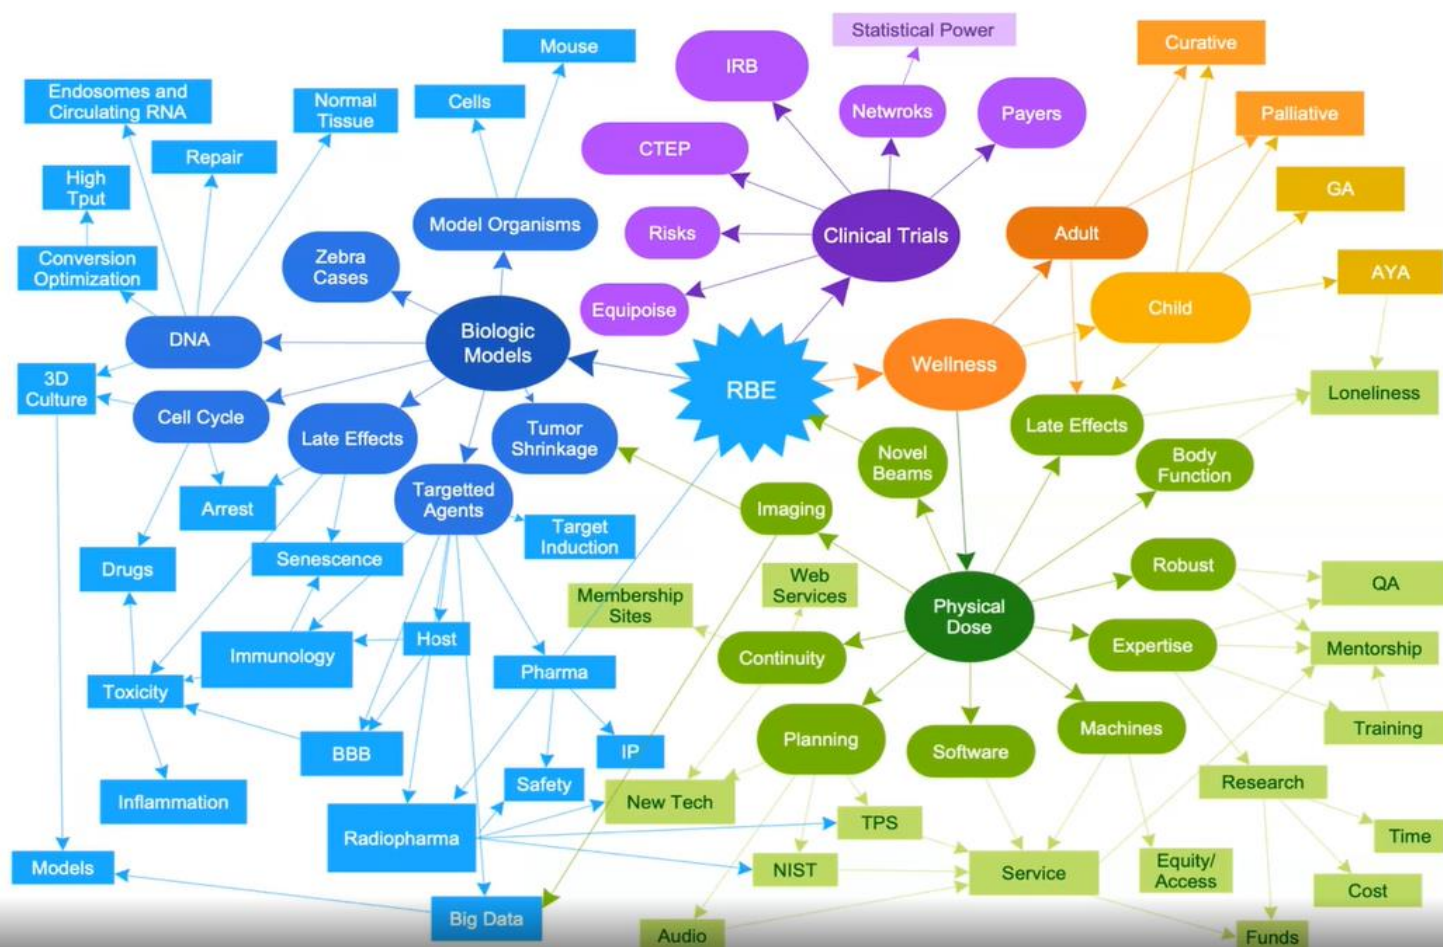 Statistical Power
Curative
Mouse
IRB
Endosomes and
Circulating RNA
Normal
Tissue
Cells
Netwroks
Payers
Palliative
CTEP
Repair
High
Tput
GA
Model Organisms
Risks
Clinical Trials
Adult
Zebra
Cases
Conversion
Optimization
AYA
Equipoise
Child
DNA
Biologic
Models
Wellness
RBE
3D
Culture
Loneliness
Cell Cycle
Late Effects
Tumor
Shrinkage
Late Effects
Novel
Beams
Body
Function
Targetted
Agents
Arrest
Imaging
Target
Induction
Senescence
Drugs
Robust
QA
Web
Services
Membership
Sites
Physical
Dose
Host
Immunology
Continuity
Expertise
Mentorship
Pharma
Toxicity
Planning
Machines
Training
BBB
IP
Software
Safety
Research
Inflammation
New Tech
Radiopharma
TPS
Time
Models
NIST
Service
Equity/
Access
Cost
Big Data
Audio
Funds